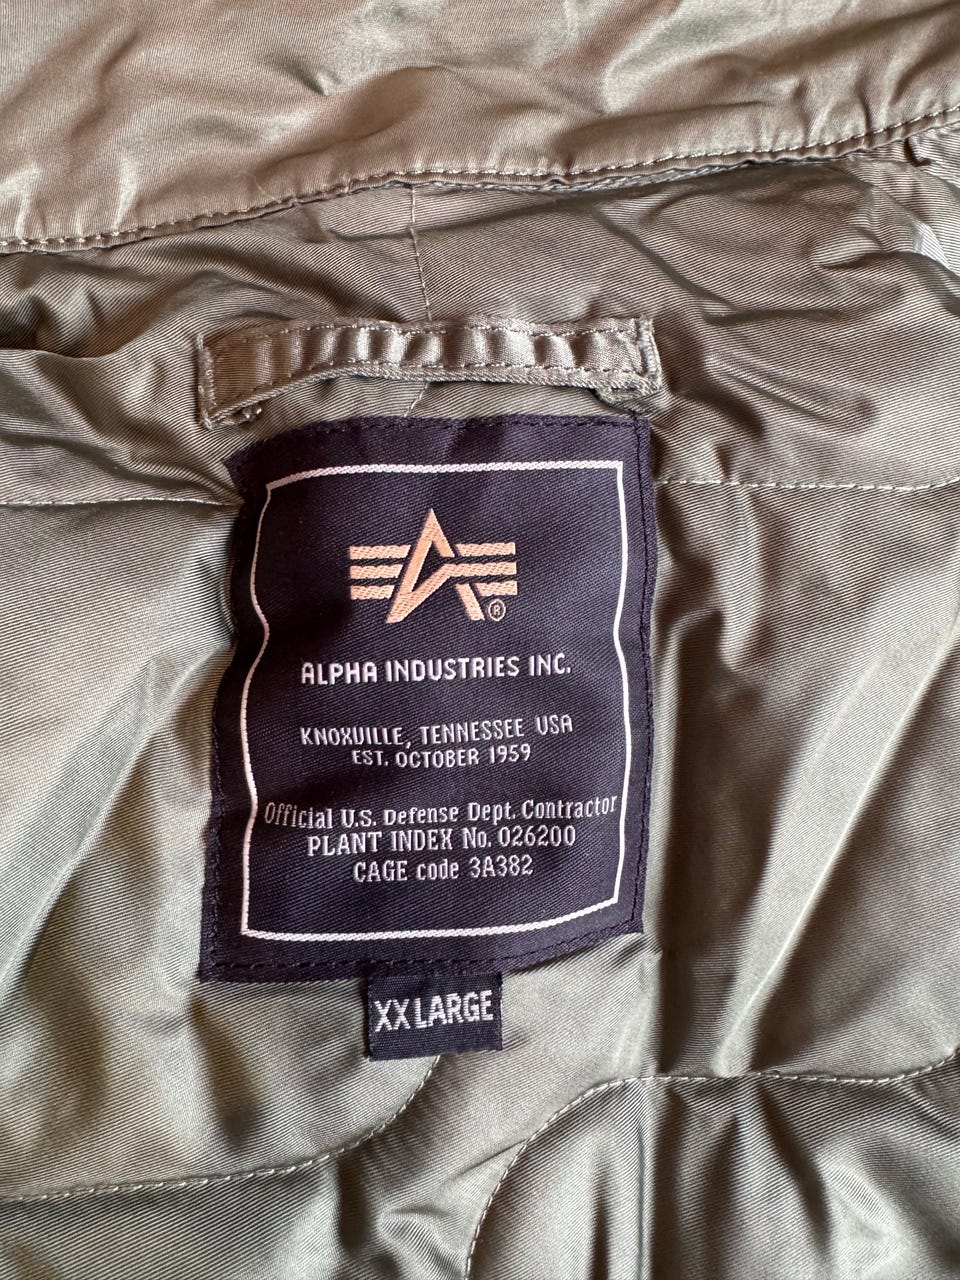 ®
ALPHA INDUSTRIES INC.
KNOXVILLE, TENNESSEE USA
EST. OCTOBER 1959
Official U.S. Defense Dept. Contractor
PLANT INDEX No. 026200
CAGE code 3A382
XX LARGE